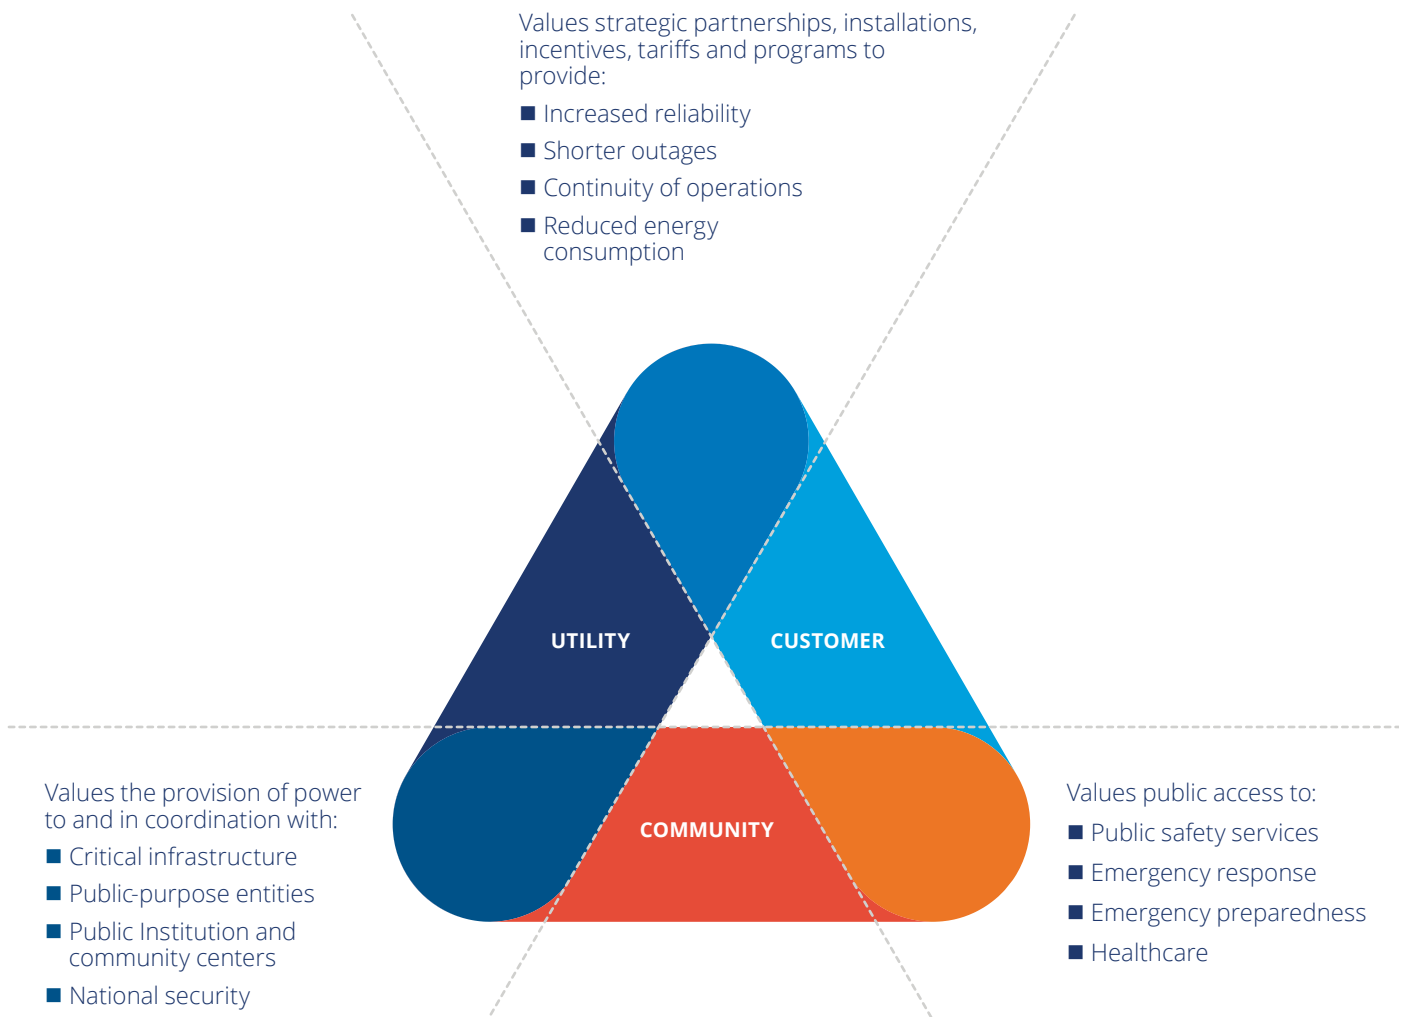 Values strategic partnerships, installations,
incentives, tariffs and programs to
provide:
Increased reliability
Shorter outages
Continuity of operations
Reduced energy
consumption
UTILITY
CUSTOMER
COMMUNITY
Values the provision of power
to and in coordination with:
Critical infrastructure
Public-purpose entities
Public Institution and
community centers
National security
Values public access to:
Public safety services
Emergency response
Emergency preparedness
Healthcare